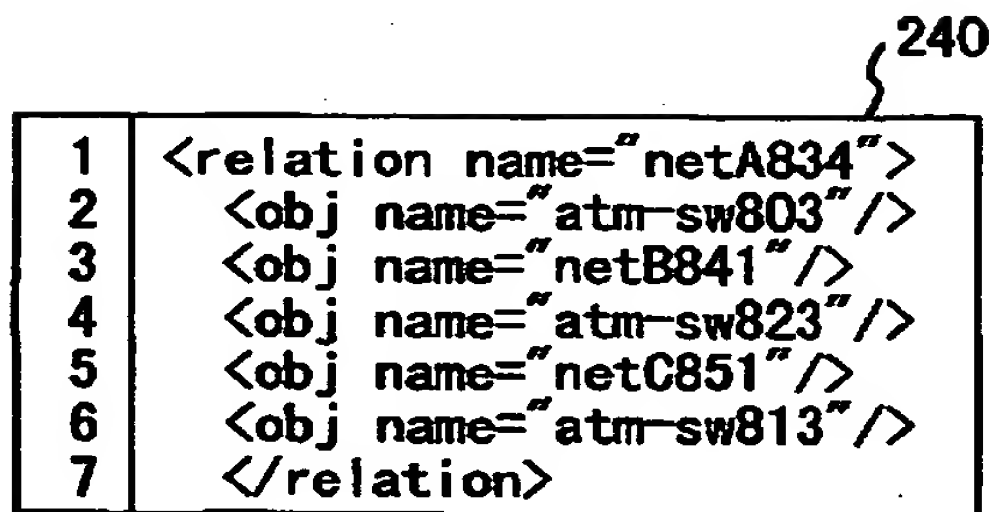 240
1 <relation name="netA834">
2 <obj name="atm-sw803"/>
3 <obj name="netB841"/>
4 <obj name="atm-sw823"/>
5 <obj name="netC851"/>
6 <obj name="atm-sw813"/>
7 </relation>